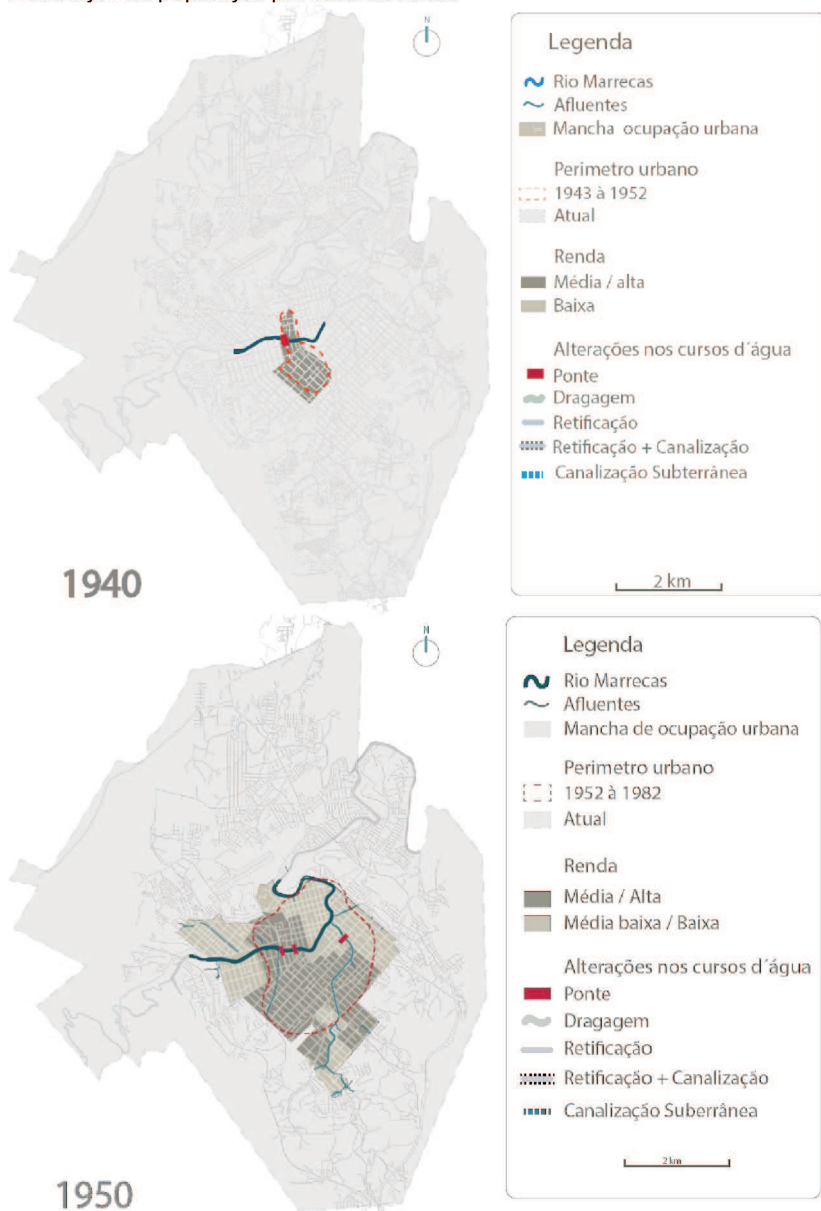 N
Legenda
Rio Marrecas
Afluentes
Mancha ocupação urbana
Perimetro urbano
1943 à 1952
Atual
Renda
Média / alta
Baixa
Alterações nos cursos d´água
Ponte
Dragagem
Retificação
Retificação + Canalização
Canalização Subterrânea
2 km
1940
N
Legenda
Rio Marrecas
Afluentes
Mancha de ocupação urbana
Perimetro urbano
1952 à 1982
Atual
Renda
Média / Alta
Média baixa / Baixa
Alterações nos cursos d´água
Ponte
Dragagem
Retificação
Retificação + Canalização
Canalização Suberrânea
2 km
1950